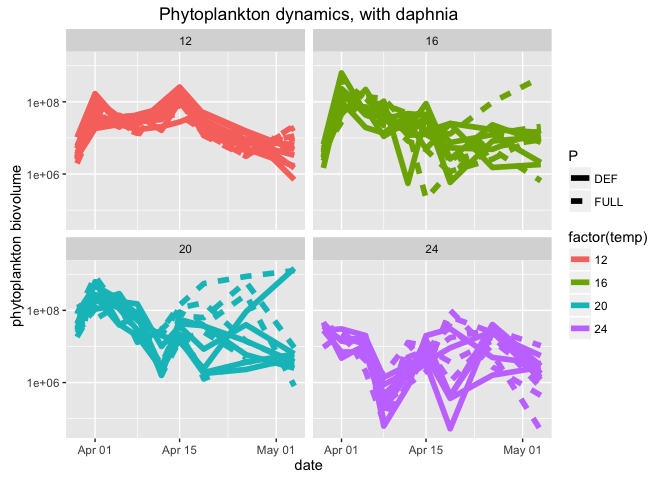 Phytoplankton dynamics, with daphnia
12
16
1e+08
1e+06
20
24
1e+08
1e+06
Apr 01
Apr 15
May 01
Apr 01
Apr 15
May 01
date
phytoplankton biovolume
P
DEF
FULL
factor(temp)
12
16
20
24